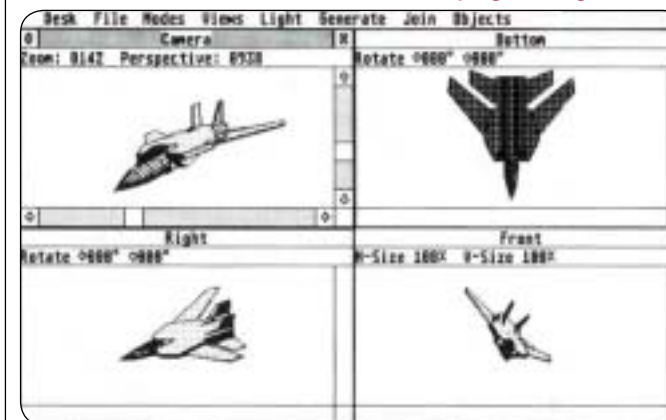 Desk File Modes Views Light Generate Join Objects
Camera
Bottom
Zoom: 0142 Perspective: 0930
Rotate 000° 000°
Right
Front
Rotate 000° 000°
H-Size 100% V-Size 100%